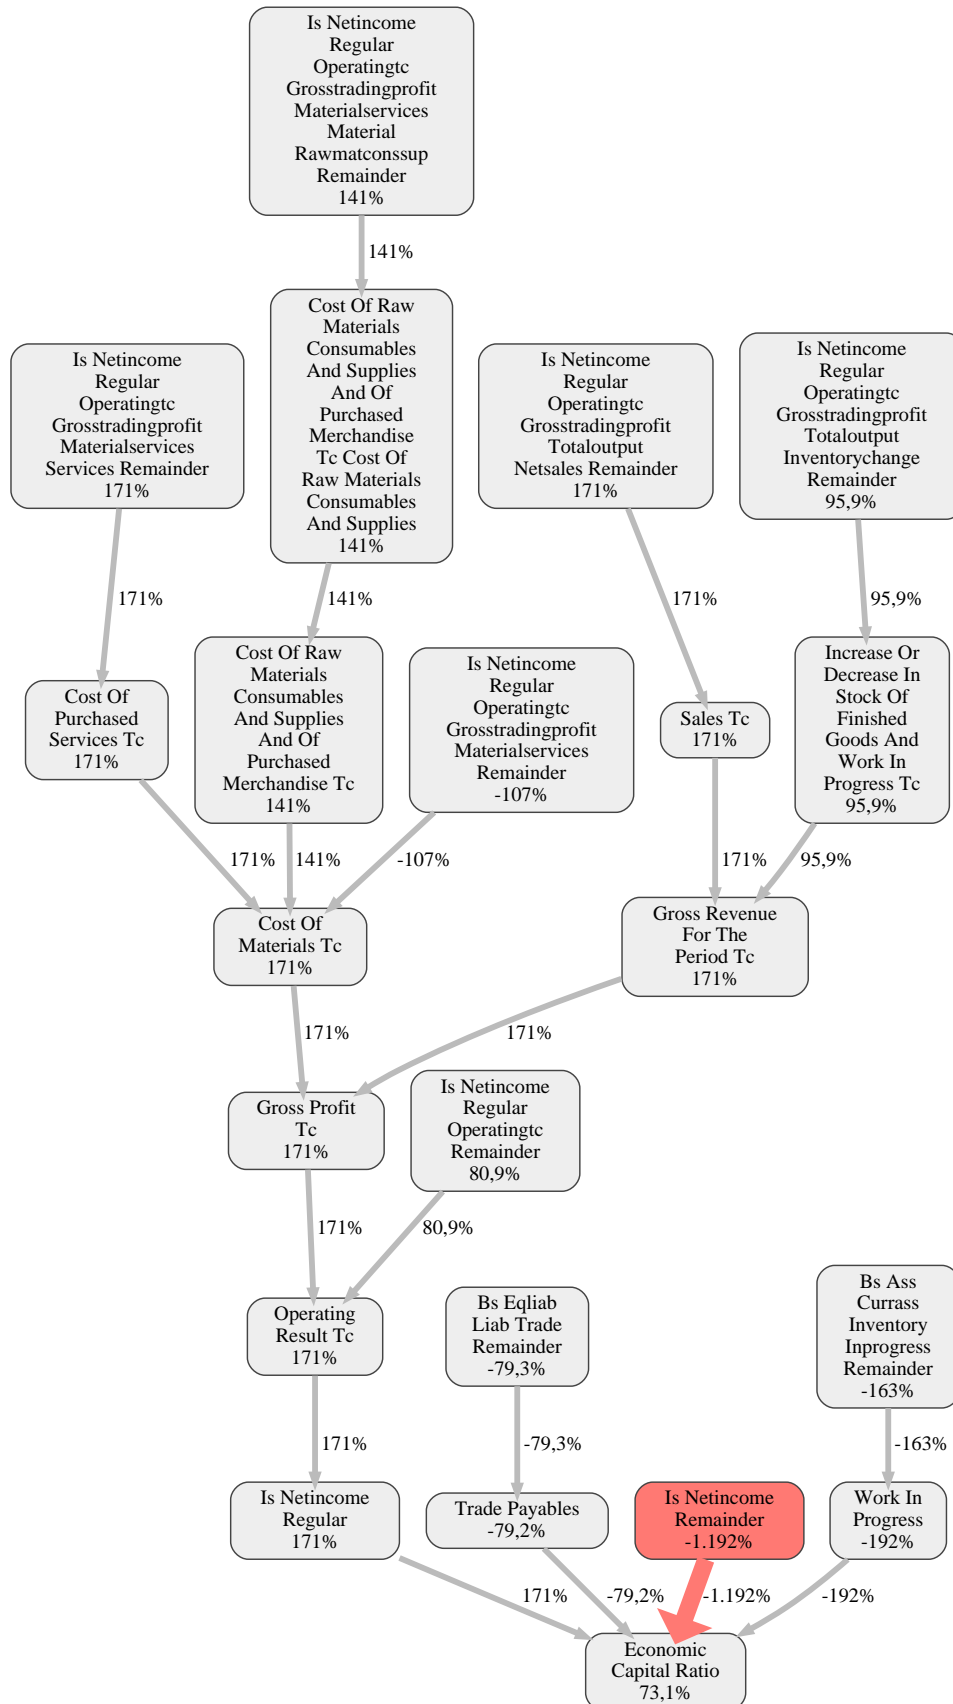 Is Netincome
Regular
Operatingtc
Grosstradingprofit
Materialservices
Material
Rawmatconssup
Remainder
141%
141%
Cost Of Raw
Materials
Consumables
And Supplies
And Of
Purchased
Merchandise
Tc Cost Of
Raw Materials
Consumables
And Supplies
141%
Is Netincome
Regular
Operatingtc
Grosstradingprofit
Materialservices
Services Remainder
171%
Is Netincome
Regular
Operatingtc
Grosstradingprofit
Totaloutput
Netsales Remainder
171%
Is Netincome
Regular
Operatingtc
Grosstradingprofit
Totaloutput
Inventorychange
Remainder
95,9%
171%
141%
171%
95,9%
Cost Of
Purchased
Services Tc
171%
Cost Of Raw
Materials
Consumables
And Supplies
And Of
Purchased
Merchandise Tc
141%
Is Netincome
Regular
Operatingtc
Grosstradingprofit
Materialservices
Remainder
-107%
Sales Tc
171%
Increase Or
Decrease In
Stock Of
Finished
Goods And
Work In
Progress Tc
95,9%
171%
141%
-107%
171%
95,9%
Cost Of
Materials Tc
171%
Gross Revenue
For The
Period Tc
171%
171%
171%
Gross Profit
Tc
171%
Is Netincome
Regular
Operatingtc
Remainder
80,9%
171%
80,9%
Operating
Result Tc
171%
Bs Eqliab
Liab Trade
Remainder
-79,3%
Bs Ass
Currass
Inventory
Inprogress
Remainder
-163%
171%
-79,3%
-163%
Is Netincome
Regular
171%
Trade Payables
-79,2%
Is Netincome
Remainder
-1.192%
Work In
Progress
-192%
171%
-79,2%
-1.192%
-192%
Economic
Capital Ratio
73,1%